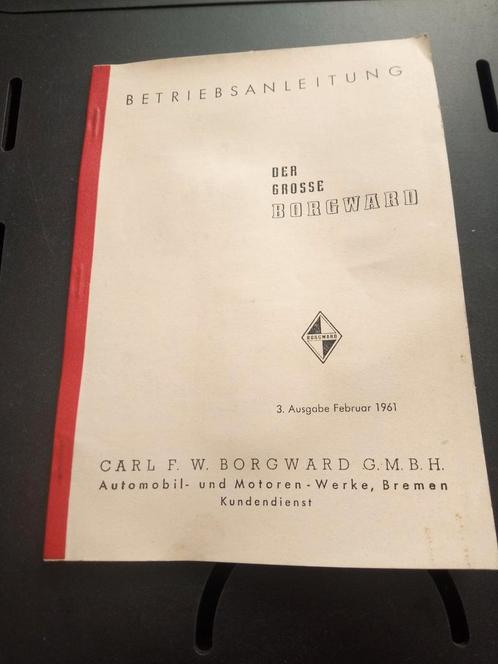 BETRIEBSANLEITUNG
DER
GROSSE
BORGWARD
BORGWARD
3. Ausgabe Februar 1961
CARL F. W. BORGWARD G.M.B.H.
Automobil- und Motoren-Werke, Bremen
Kundendienst